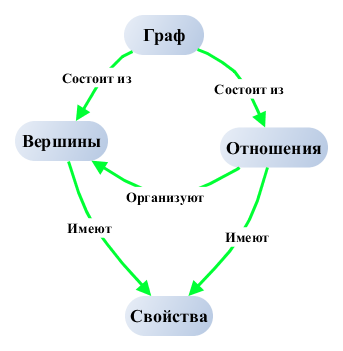 Граф
Состоит из
Состоит из
Вершины
Отношения
Организуют
Имеют
Имеют
Свойства